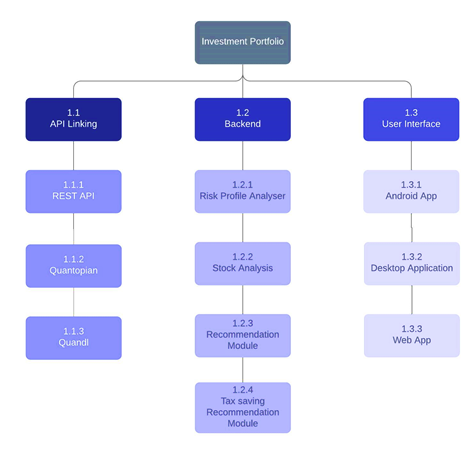 Investment Portfolio
1.1
API Linking
1.2
Backend
1.3
User Interface
1.1.1
REST API
1.2.1
Risk Profile Analyser
1.3.1
Android App
1.1.2
Quantopian
1.2.2
Stock Analysis
1.3.2
Desktop Application
1.1.3
Quandl
1.2.3
Recommendation
Module
1.3.3
Web App
1.2.4
Tax saving
Recommendation
Module